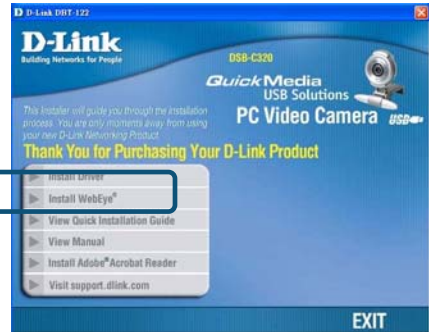 D-Link DBT-122
D-Link
Building Networks for People
DSB-C320
QuickMedia
USB Solutions
PC Video Camera USB
This Installer will guide you through the installation
process. You are only moments away from using
your new D-Link Networking Product.
Thank You for Purchasing Your D-Link Product
Install Driver
Install WebEye®
View Quick Installation Guide
View Manual
Install Adobe® Acrobat Reader
Visit support.dlink.com
EXIT